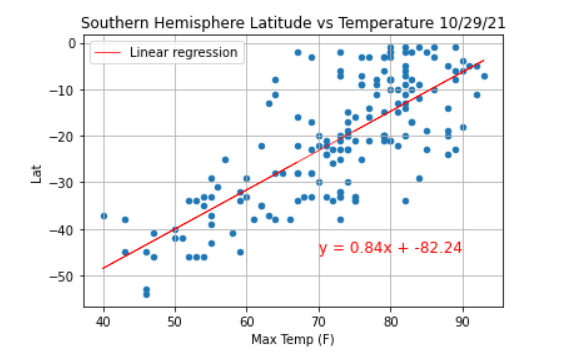 Southern Hemisphere Latitude vs Temperature 10/29/21
Linear regression
0
−10
−20
−30
−40
−50
Lat
y = 0.84x + -82.24
40 50 60 70 80 90
Max Temp (F)